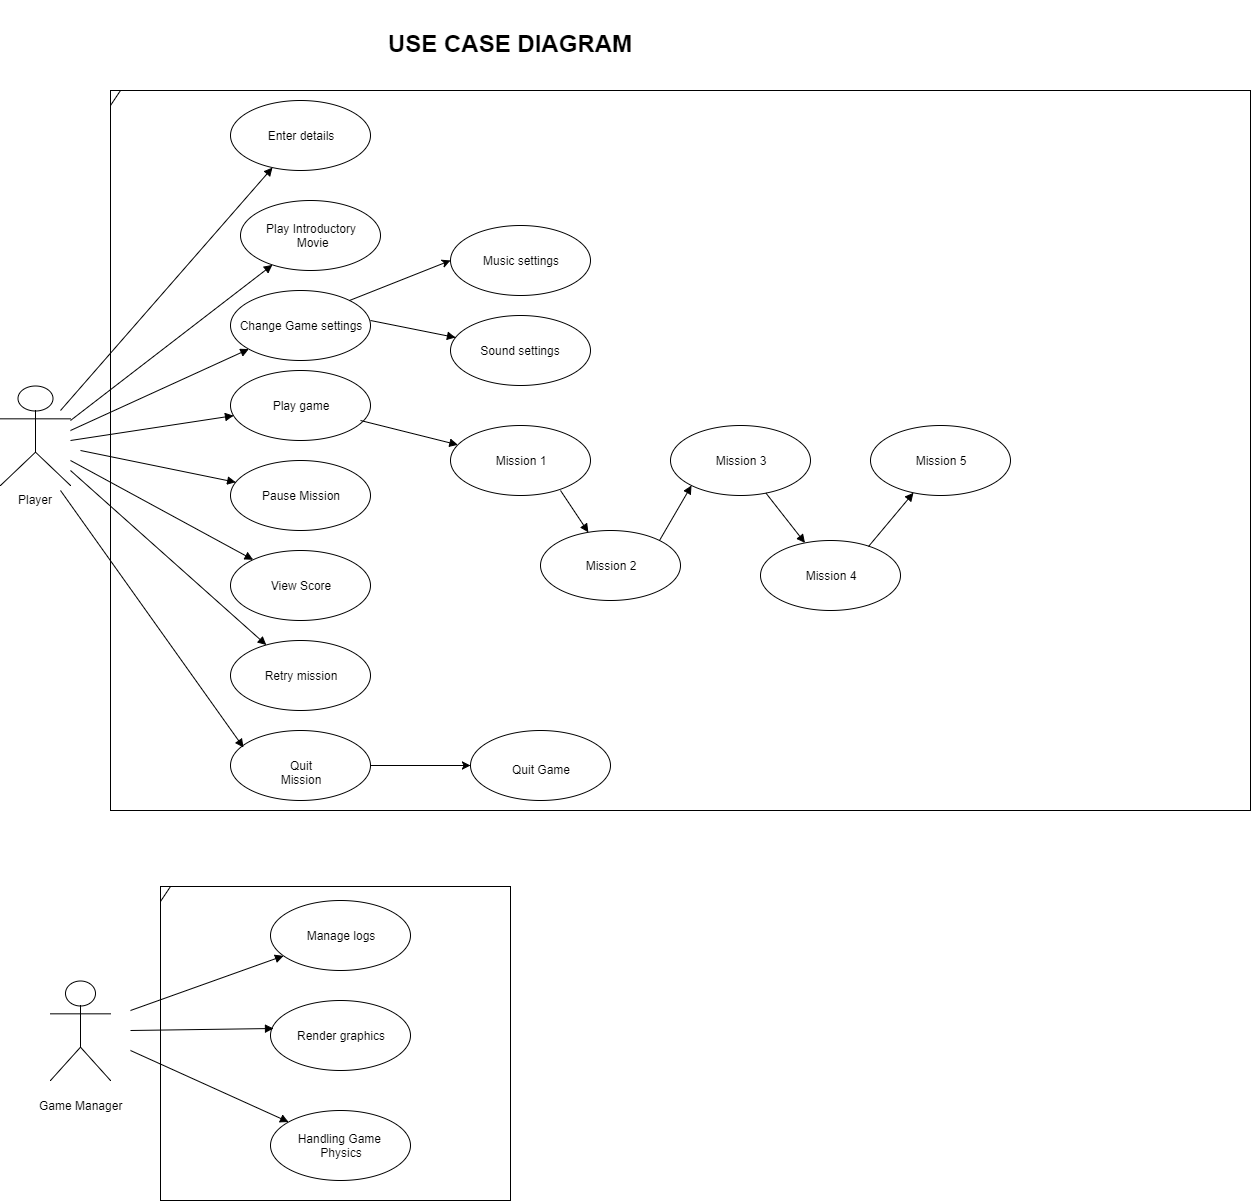 USE CASE DIAGRAM
Enter details
Play Introductory
Movie
Music settings
Change Game settings
Sound settings
Play game
Mission 1
Mission 3
Mission 5
Pause Mission
Player
Mission 2
Mission 4
View Score
Retry mission
Quit
Mission
Quit Game
Manage logs
Render graphics
Game Manager
Handling Game
Physics